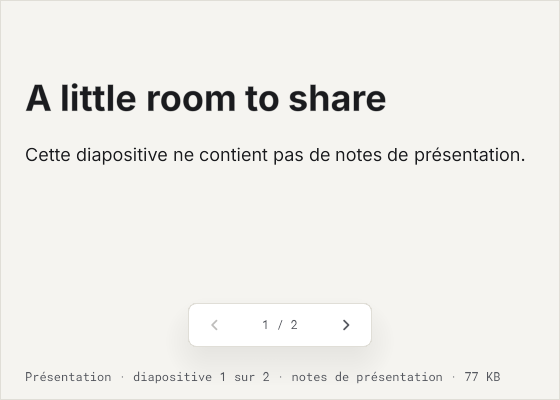 A little room to share
Cette diapositive ne contient pas de notes de présentation.
1 / 2
Présentation · diapositive 1 sur 2 · notes de présentation · 77 KB